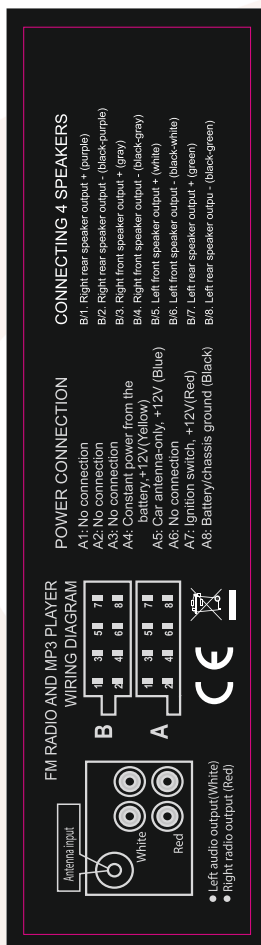 FM RADIO AND MP3 PLAYER
WIRING DIAGRAM
Antenna input
White
Red
● Left audio output(White)
● Right radio output (Red)
B
1 3 5 7
2 4 6 8
A
1 3 5 7
2 4 6 8
CE
POWER CONNECTION
A1: No connection
A2: No connection
A3: No connection
A4: Constant power from the
battery,+12V(Yellow)
A5: Car antenna-only, +12V (Blue)
A6: No connection
A7: Ignition switch, +12V(Red)
A8: Battery/chassis ground (Black)
CONNECTING 4 SPEAKERS
B/1. Right rear speaker output + (purple)
B/2. Right rear speaker output - (black-purple)
B/3. Right front speaker output + (gray)
B/4. Right front speaker output - (black-gray)
B/5. Left front speaker output + (white)
B/6. Left front speaker output - (black-white)
B/7. Left rear speaker output + (green)
B/8. Left rear speaker outpu - (black-green)